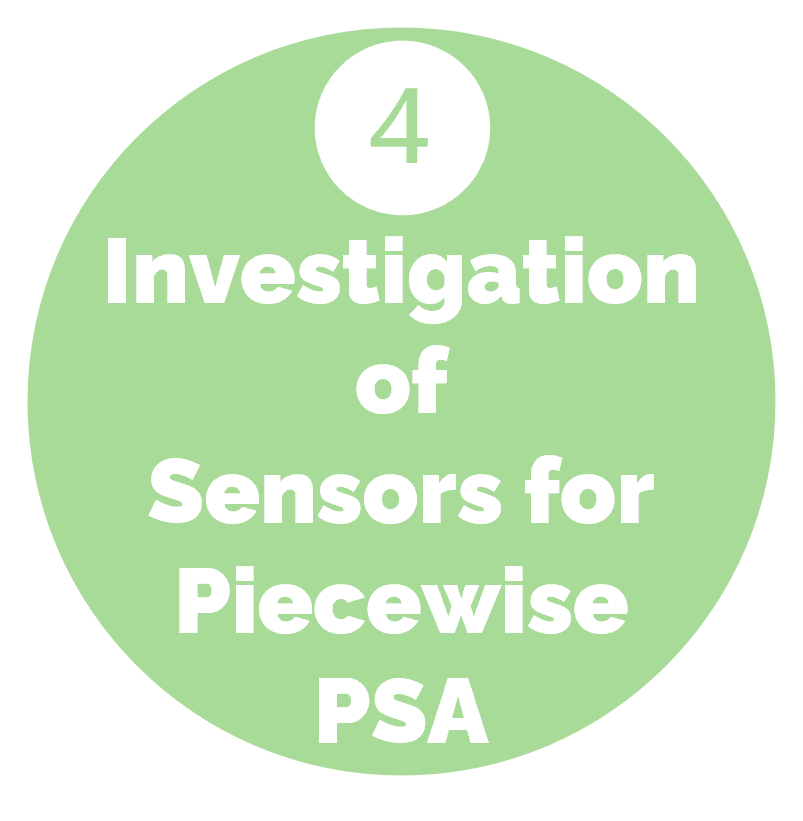 4
Investigation
of
Sensors for
Piecewise
PSA